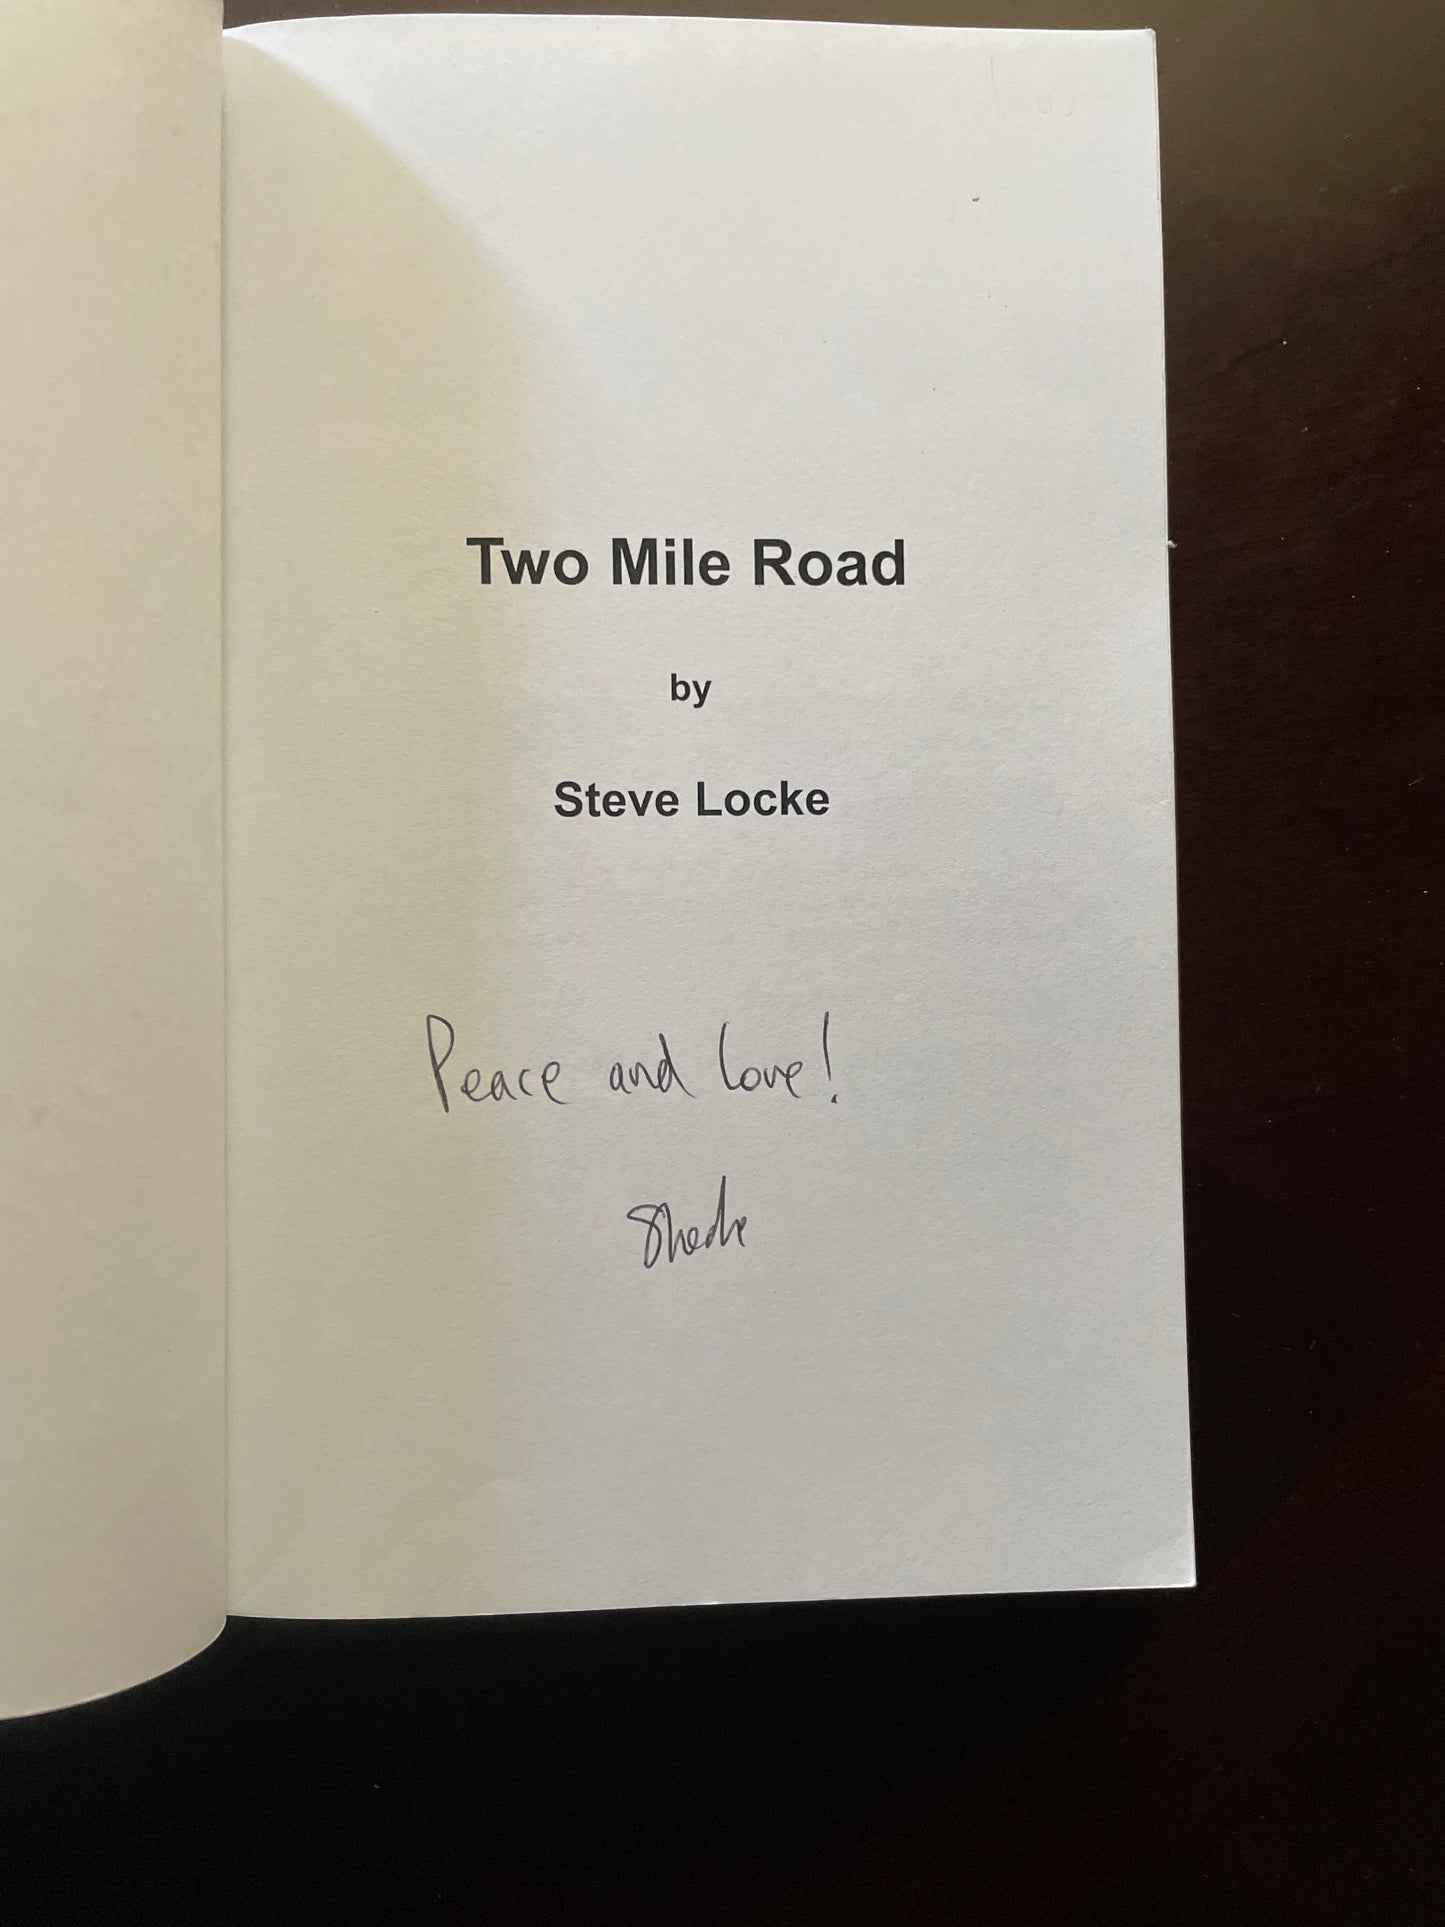 Two Mile Road
by
Steve Locke
Peace and love!